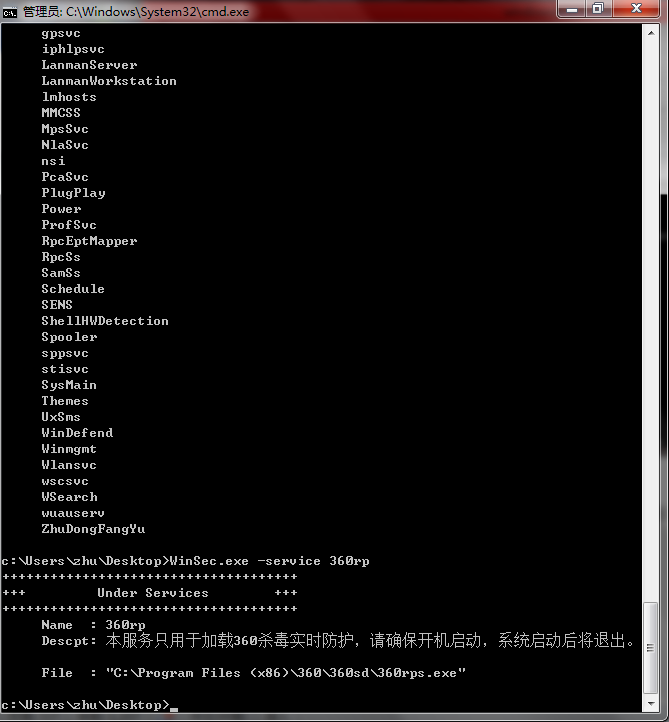 管理员: C:\Windows\System32\cmd.exe
gpsvc
iphlpsvc
LanmanServer
LanmanWorkstation
lmhosts
MMCSS
MpsSvc
NlaSvc
nsi
PcaSvc
PlugPlay
Power
ProfSvc
RpcEptMapper
RpcSs
SamSs
Schedule
SENS
ShellHWDetection
Spooler
sppsvc
stisvc
SysMain
Themes
UxSms
WinDefend
Winmgmt
Wlansvc
wscsvc
WSearch
wuauserv
ZhuDongFangYu
c:\Users\zhu\Desktop>WinSec.exe -service 360rp
+++++++++++++++++++++++++++++++++++++
+++         Under Services        +++
+++++++++++++++++++++++++++++++++++++
Name  : 360rp
Descpt: 本服务只用于加载360杀毒实时防护，请确保开机启动，系统启动后将退出。
File  : "C:\Program Files (x86)\360\360sd\360rps.exe"
c:\Users\zhu\Desktop>_